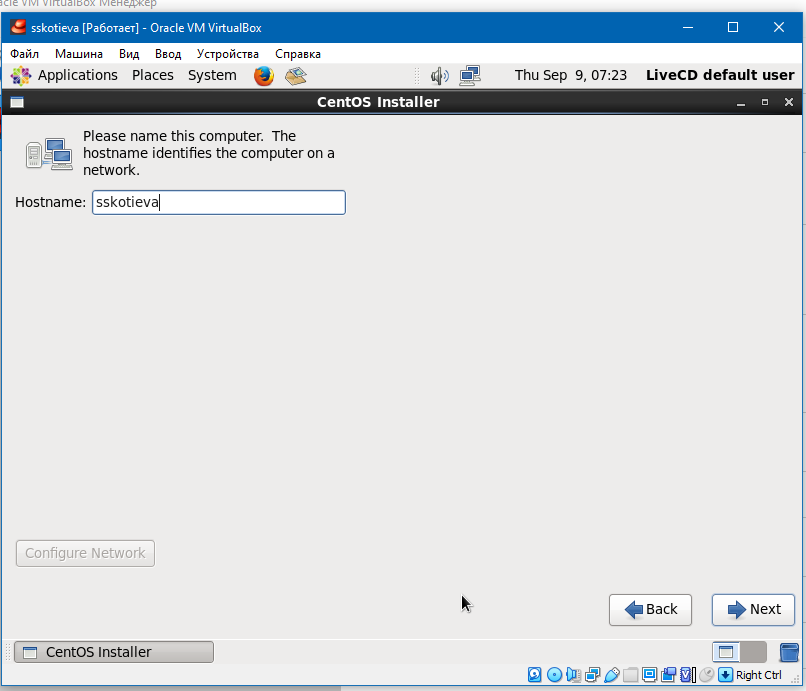 acle VM VirtualBox Менеджер
sskotieva [Работает] - Oracle VM VirtualBox
Файл Машина Вид Ввод Устройства Справка
Applications Places System Thu Sep 9, 07:23 LiveCD default user
CentOS Installer
Please name this computer. The
hostname identifies the computer on a
network.
Hostname: sskotieva
Configure Network
Back Next
CentOS Installer
Right Ctrl